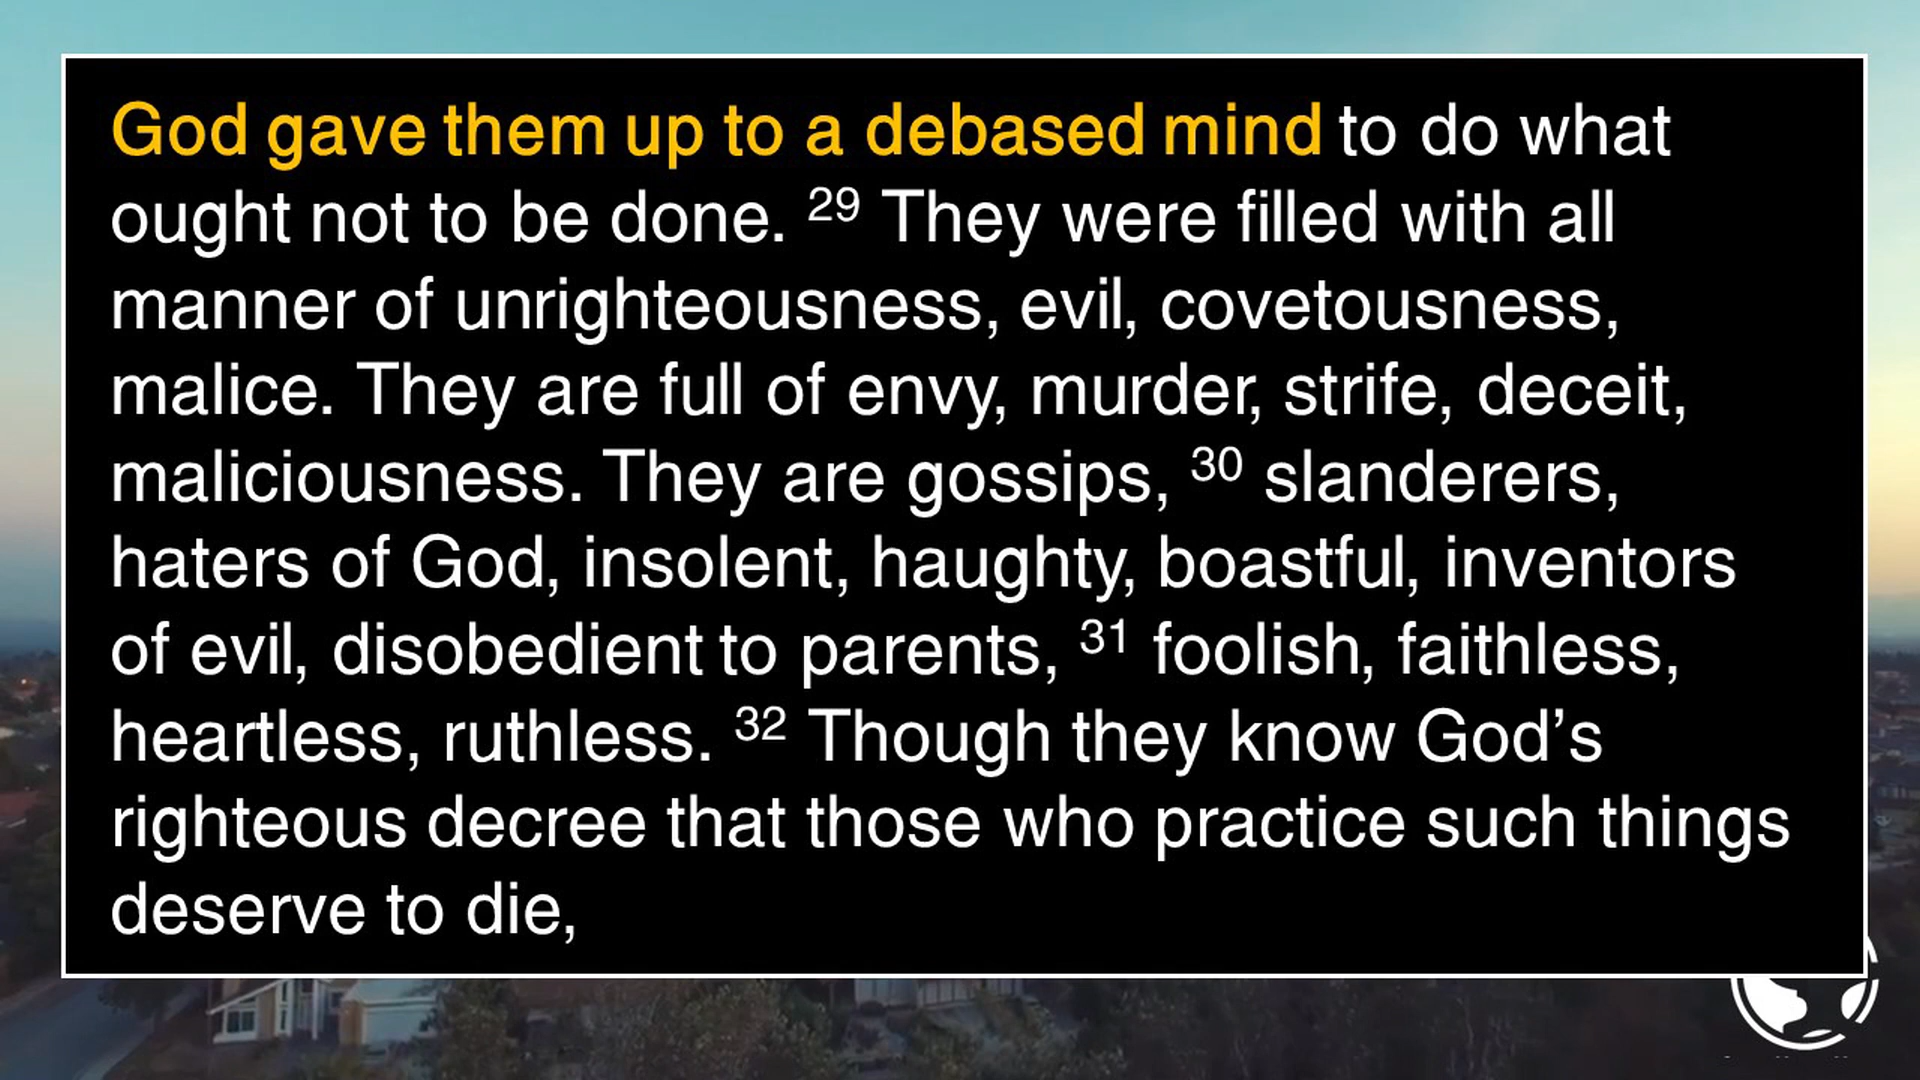 God gave them up to a debased mind to do what
ought not to be done. 29 They were filled with all
manner of unrighteousness, evil, covetousness,
malice. They are full of envy, murder, strife, deceit,
maliciousness. They are gossips, 30 slanderers,
haters of God, insolent, haughty, boastful, inventors
of evil, disobedient to parents, 31 foolish, faithless,
heartless, ruthless. 32 Though they know God’s
righteous decree that those who practice such things
deserve to die,